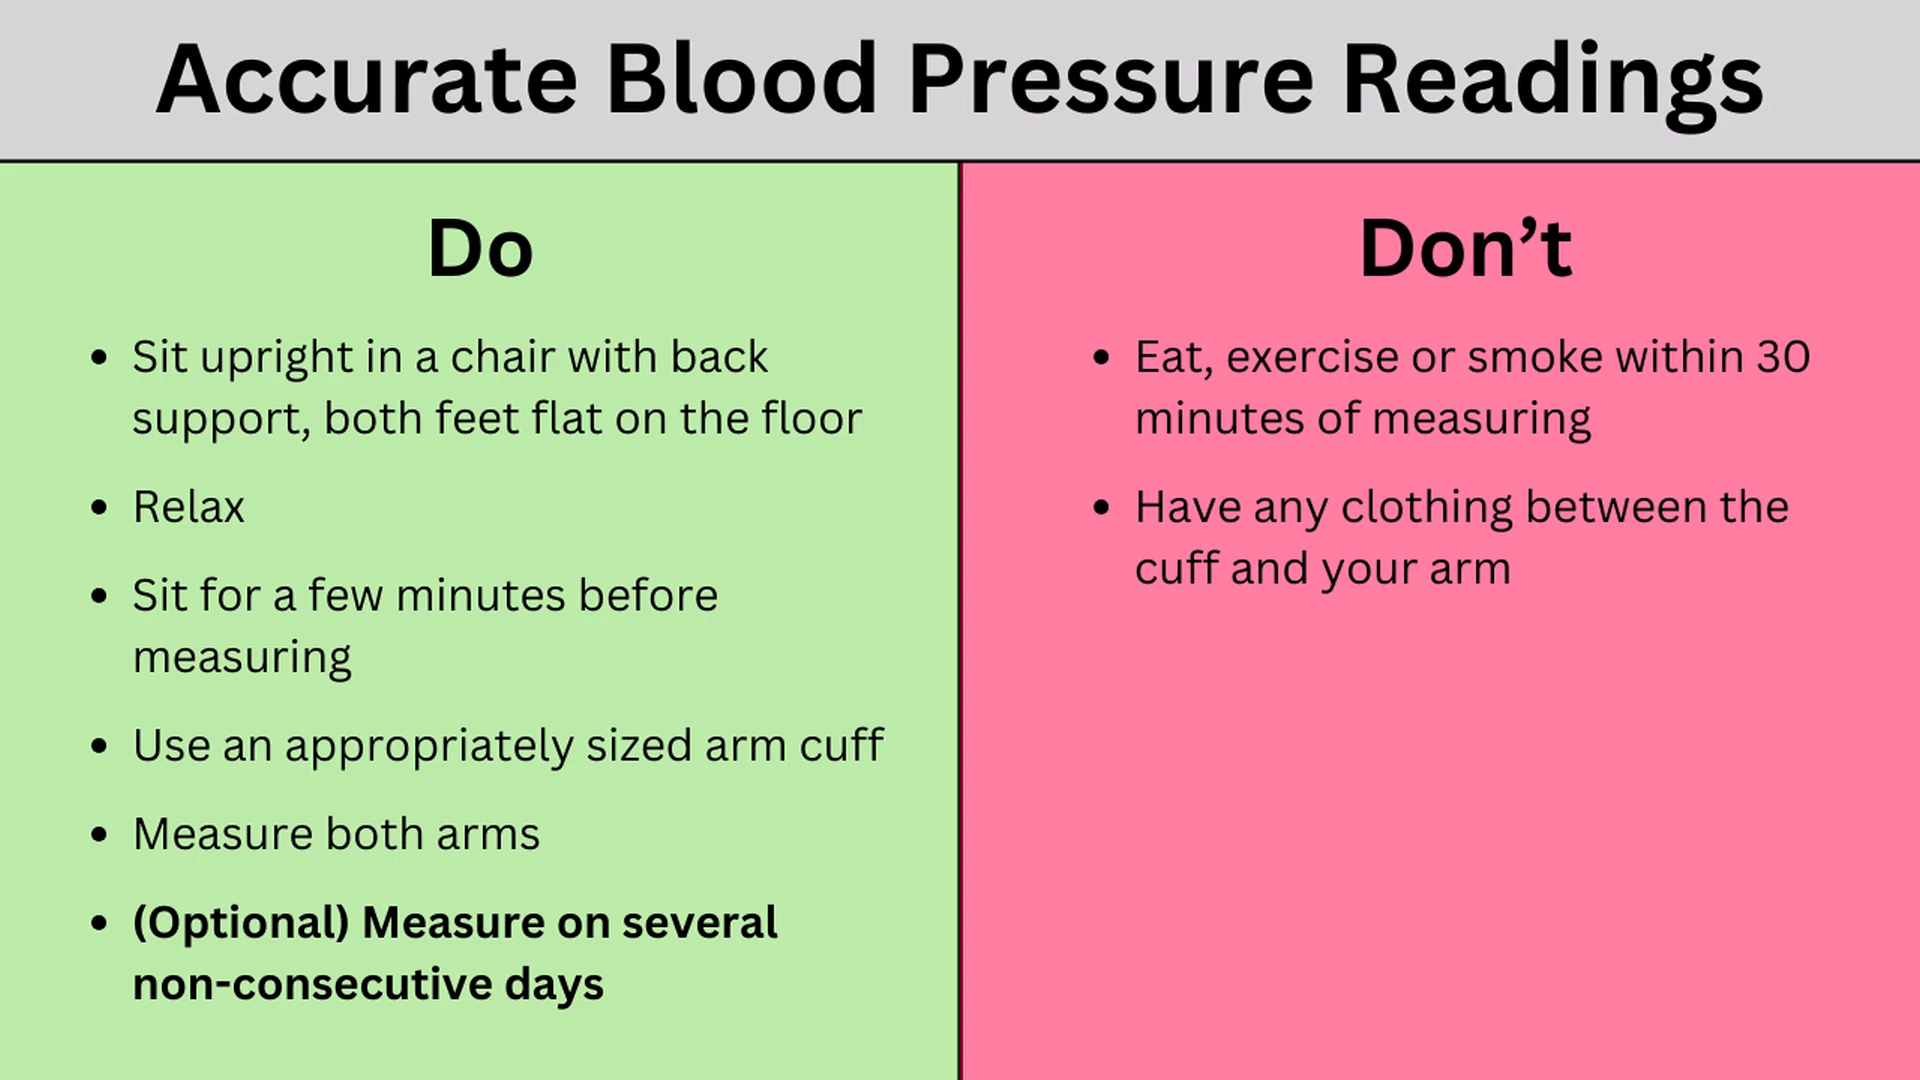 Accurate Blood Pressure Readings
Do
• Sit upright in a chair with back
support, both feet flat on the floor
• Relax
• Sit for a few minutes before
measuring
• Use an appropriately sized arm cuff
• Measure both arms
• (Optional) Measure on several
non-consecutive days
Don’t
• Eat, exercise or smoke within 30
minutes of measuring
• Have any clothing between the
cuff and your arm